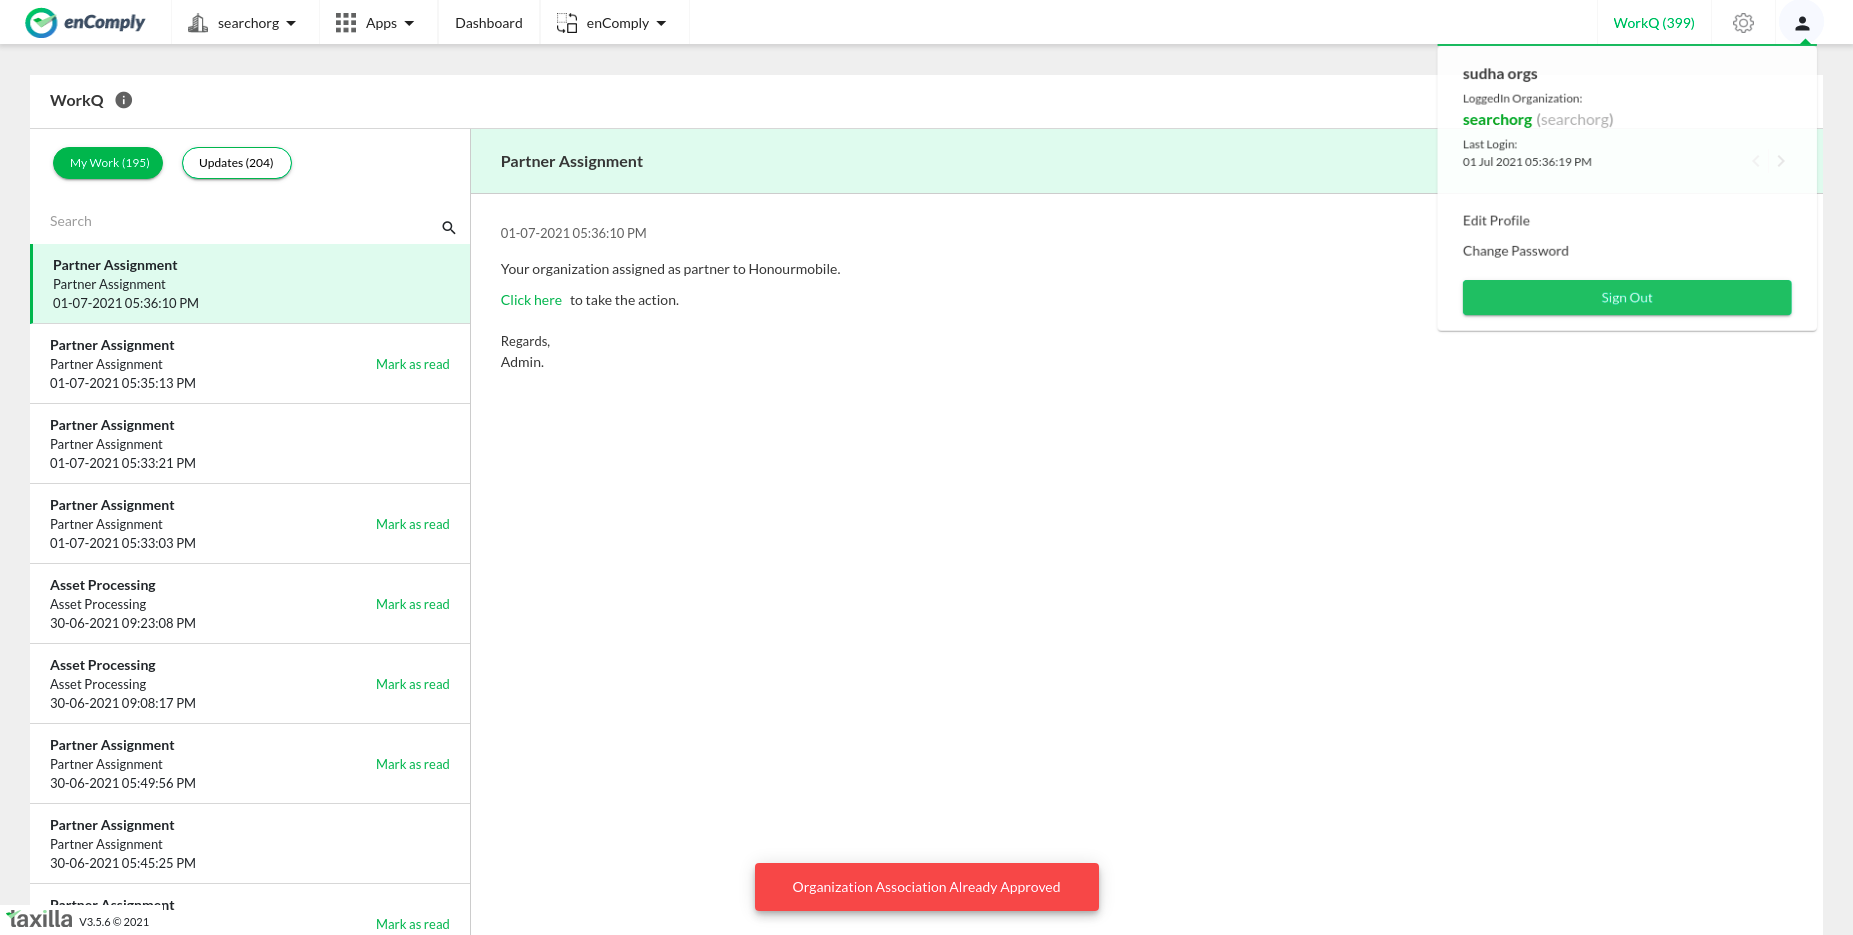 enComply
searchorg
Apps
Dashboard
enComply
WorkQ (399)
sudha orgs
LoggedIn Organization:
searchorg (searchorg)
Last Login:
01 Jul 2021 05:36:19 PM
Edit Profile
Change Password
Sign Out
WorkQ
My Work (195)
Updates (204)
Search
Partner Assignment
Partner Assignment
01-07-2021 05:36:10 PM
Partner Assignment
Partner Assignment
Mark as read
01-07-2021 05:35:13 PM
Partner Assignment
Partner Assignment
01-07-2021 05:33:21 PM
Partner Assignment
Partner Assignment
Mark as read
01-07-2021 05:33:03 PM
Asset Processing
Asset Processing
Mark as read
30-06-2021 09:23:08 PM
Asset Processing
Asset Processing
Mark as read
30-06-2021 09:08:17 PM
Partner Assignment
Partner Assignment
Mark as read
30-06-2021 05:49:56 PM
Partner Assignment
Partner Assignment
30-06-2021 05:45:25 PM
Partner Assignment
Mark as read
taxilla V3.5.6 © 2021
Partner Assignment
01-07-2021 05:36:10 PM
Your organization assigned as partner to Honourmobile.
Click here to take the action.
Regards,
Admin.
Organization Association Already Approved